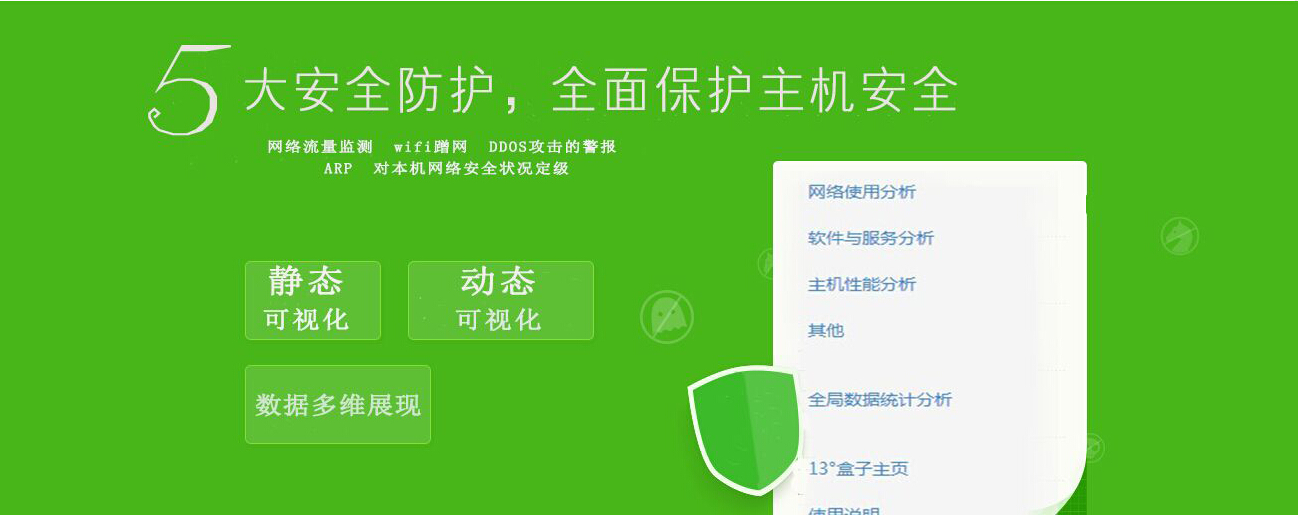 5大安全防护，全面保护主机安全
网络流量监测 wifi蹭网 DDOS攻击的警报
ARP 对本机网络安全状况定级
静态
可视化
动态
可视化
数据多维展现
网络使用分析
软件与服务分析
主机性能分析
其他
全局数据统计分析
13°盒子主页
使用说明